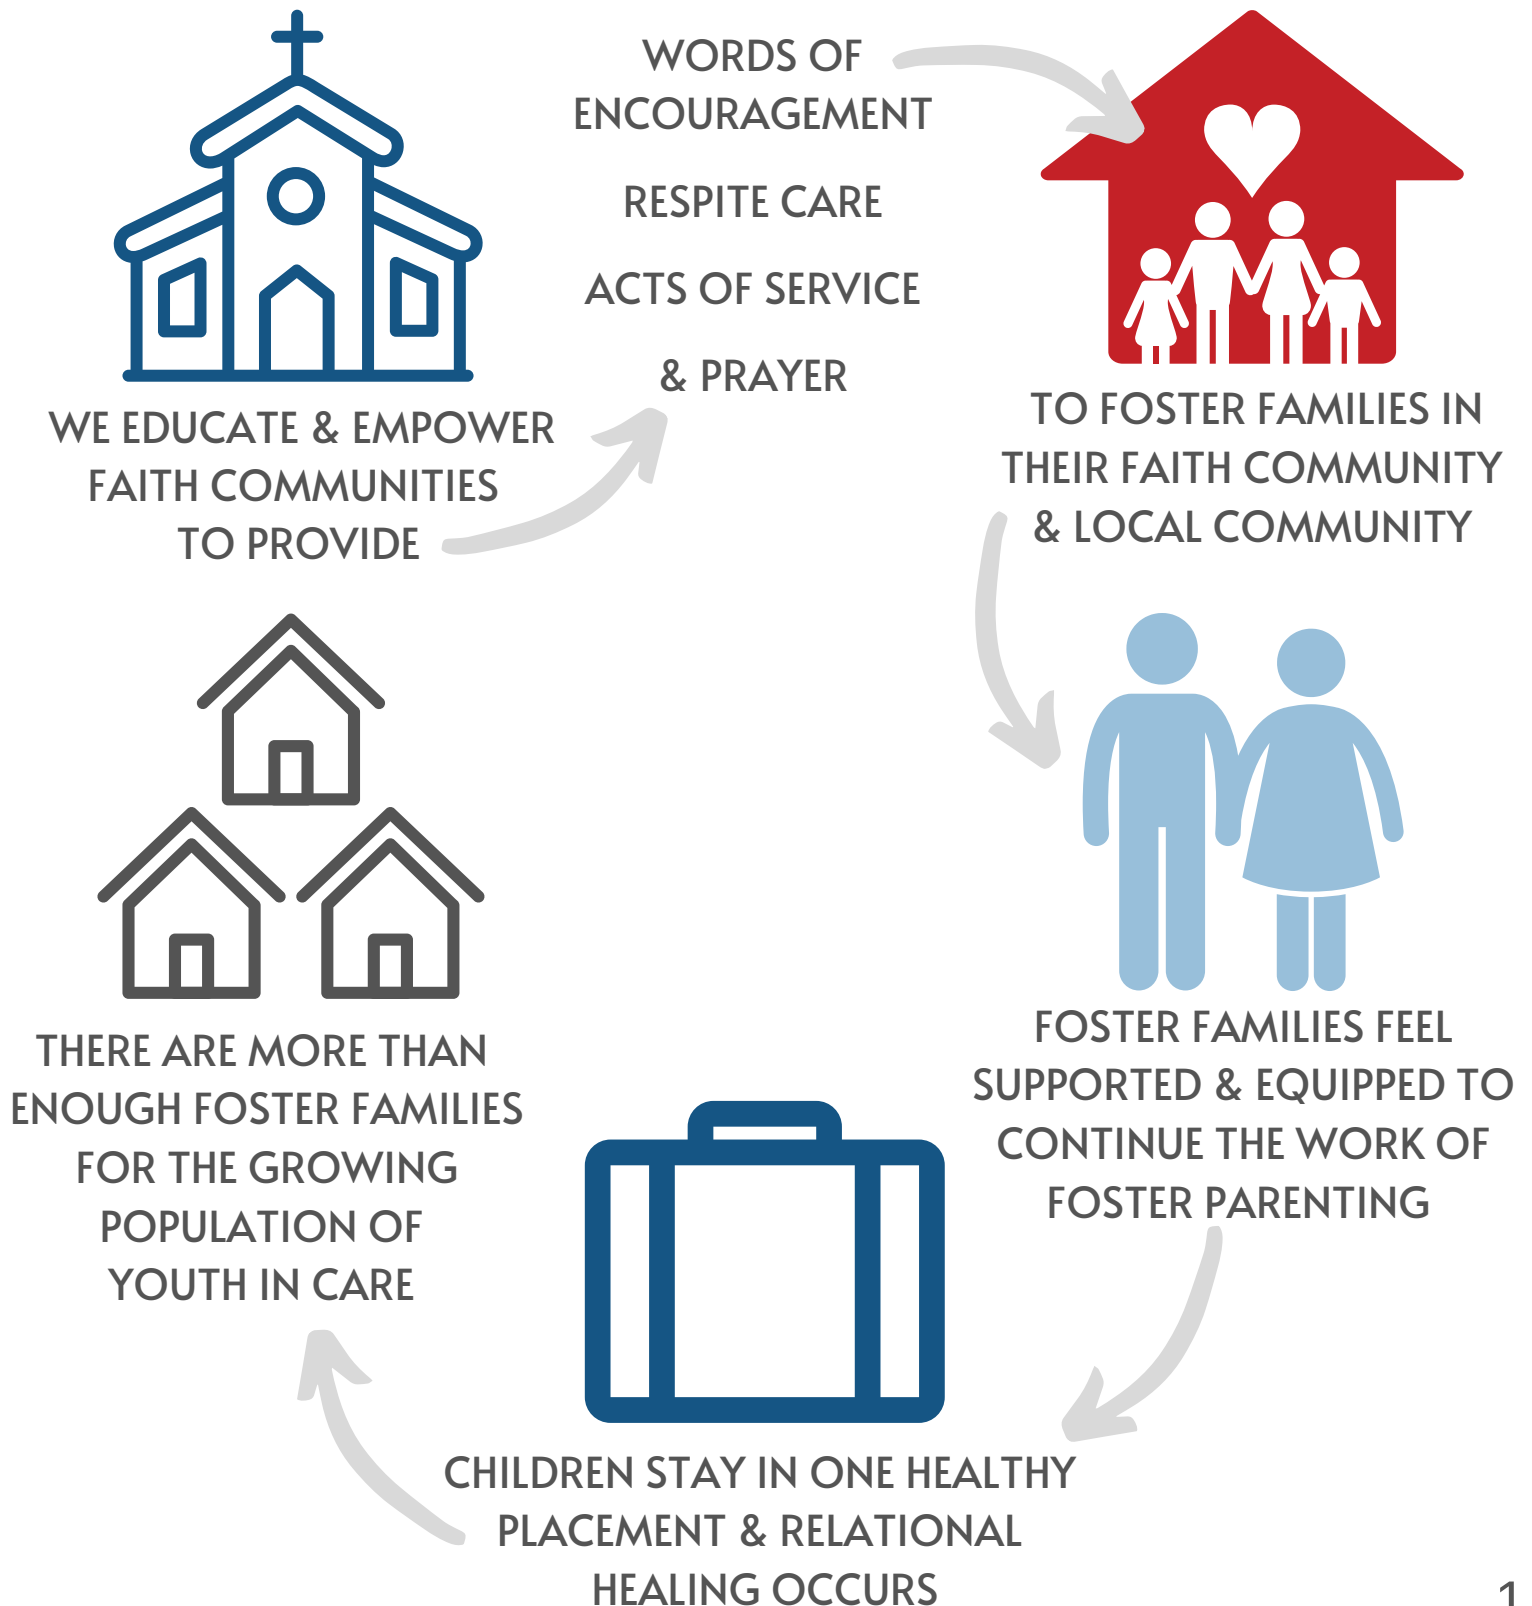 WE EDUCATE & EMPOWER
FAITH COMMUNITIES
TO PROVIDE
WORDS OF
ENCOURAGEMENT
RESPITE CARE
ACTS OF SERVICE
& PRAYER
TO FOSTER FAMILIES IN
THEIR FAITH COMMUNITY
& LOCAL COMMUNITY
FOSTER FAMILIES FEEL
SUPPORTED & EQUIPPED TO
CONTINUE THE WORK OF
FOSTER PARENTING
CHILDREN STAY IN ONE HEALTHY
PLACEMENT & RELATIONAL
HEALING OCCURS
THERE ARE MORE THAN
ENOUGH FOSTER FAMILIES
FOR THE GROWING
POPULATION OF
YOUTH IN CARE
1